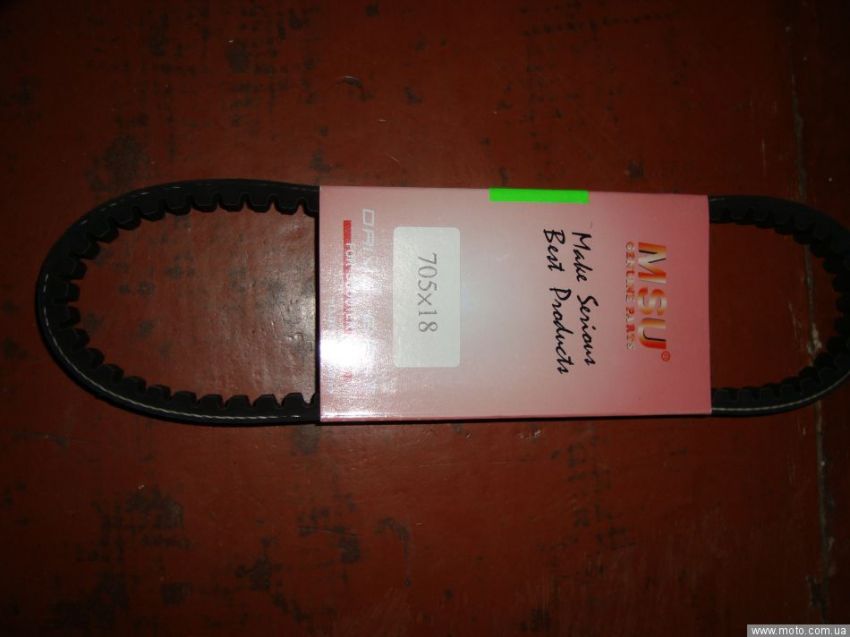 MSU®
GENUINE PARTS
Make Serious
Best Products
705x18
www.moto.com.ua